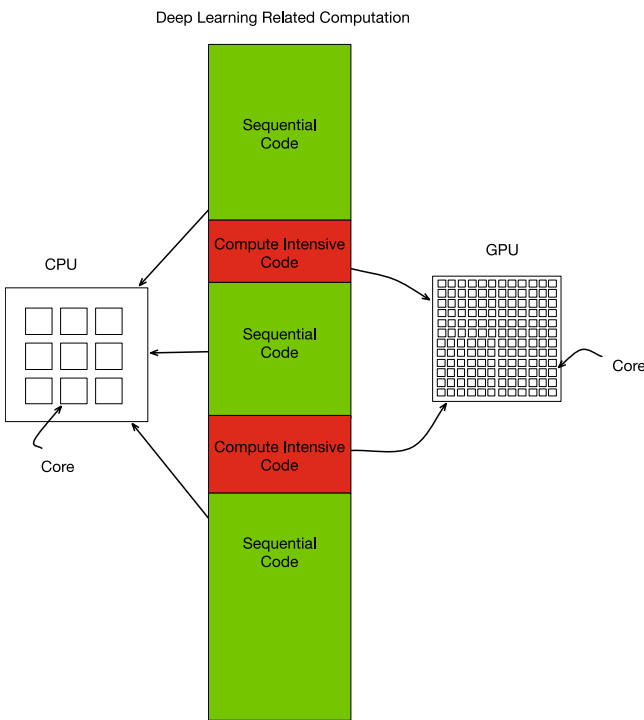 Deep Learning Related Computation
Sequential
Code
Compute Intensive
Code
CPU
GPU
Sequential
Code
Core
Compute Intensive
Code
Core
Sequential
Code